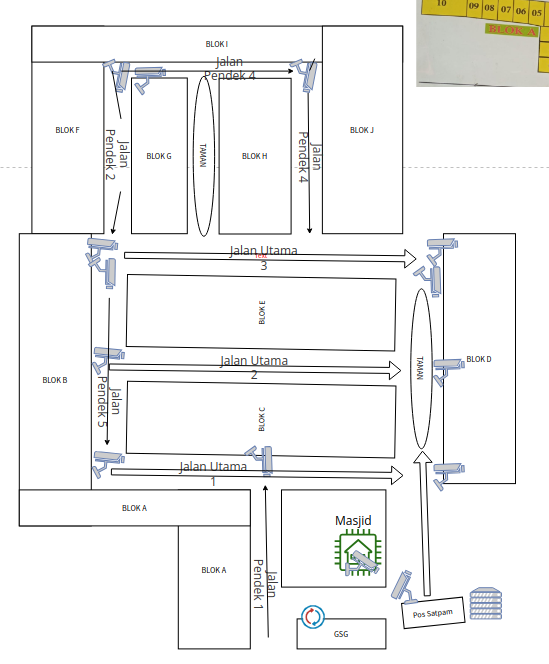 10
09 08 07 06 05
BLOK A
BLOK I
Jalan
Pendek 4
BLOK F
Jalan
Pendek 2
BLOK G
TAMAN
BLOK H
Jalan
Pendek 4
BLOK J
Jalan Utama
Text
3
BLOK E
BLOK B
Jalan Utama
2
TAMAN
BLOK D
Jalan
Pendek 5
BLOK C
Jalan Utama
1
BLOK A
Masjid
BLOK A
Jalan
Pendek 1
Pos Satpam
GSG